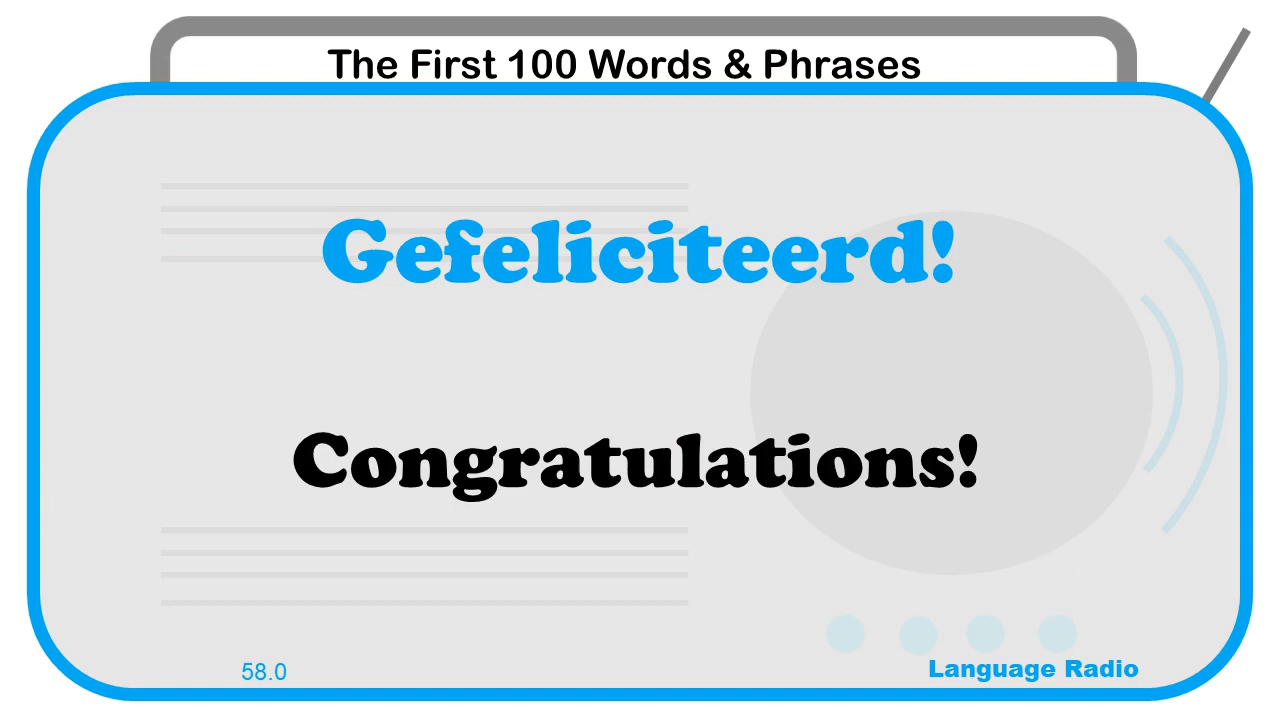 The First 100 Words & Phrases
Gefeliciteerd!
Congratulations!
58.0
Language Radio